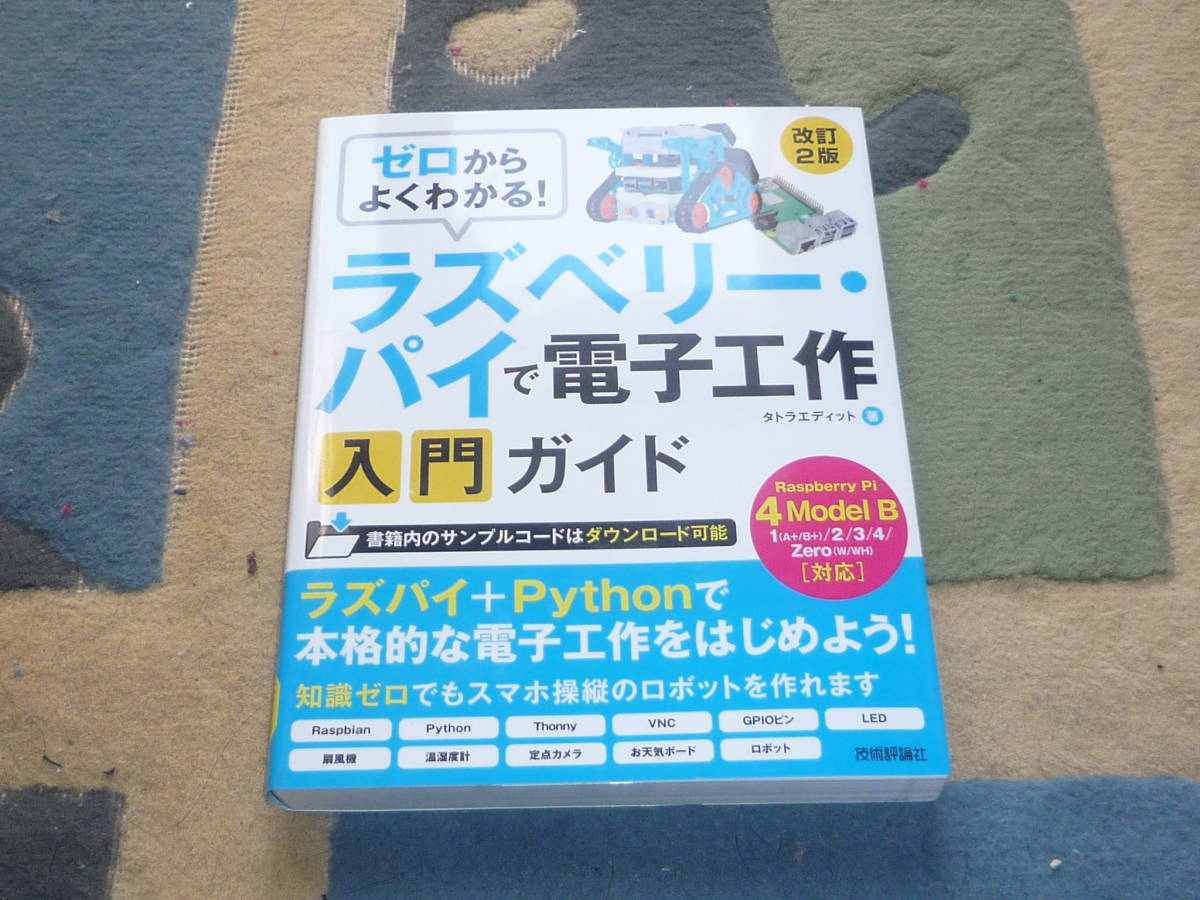 ゼロから
よくわかる!
改訂
2版
ラズベリー・
パイで電子工作
タトラエディット 著
入門ガイド
書籍内のサンプルコードはダウンロード可能
Raspberry Pi
4 Model B
1(A+/B+)/2/3/4/
Zero(W/WH)
[対応]
ラズパイ+Pythonで
本格的な電子工作をはじめよう!
知識ゼロでもスマホ操縦のロボットを作れます
Raspbian Python Thonny VNC GPIOピン LED
扇風機 温湿度計 定点カメラ お天気ボード ロボット
技術評論社